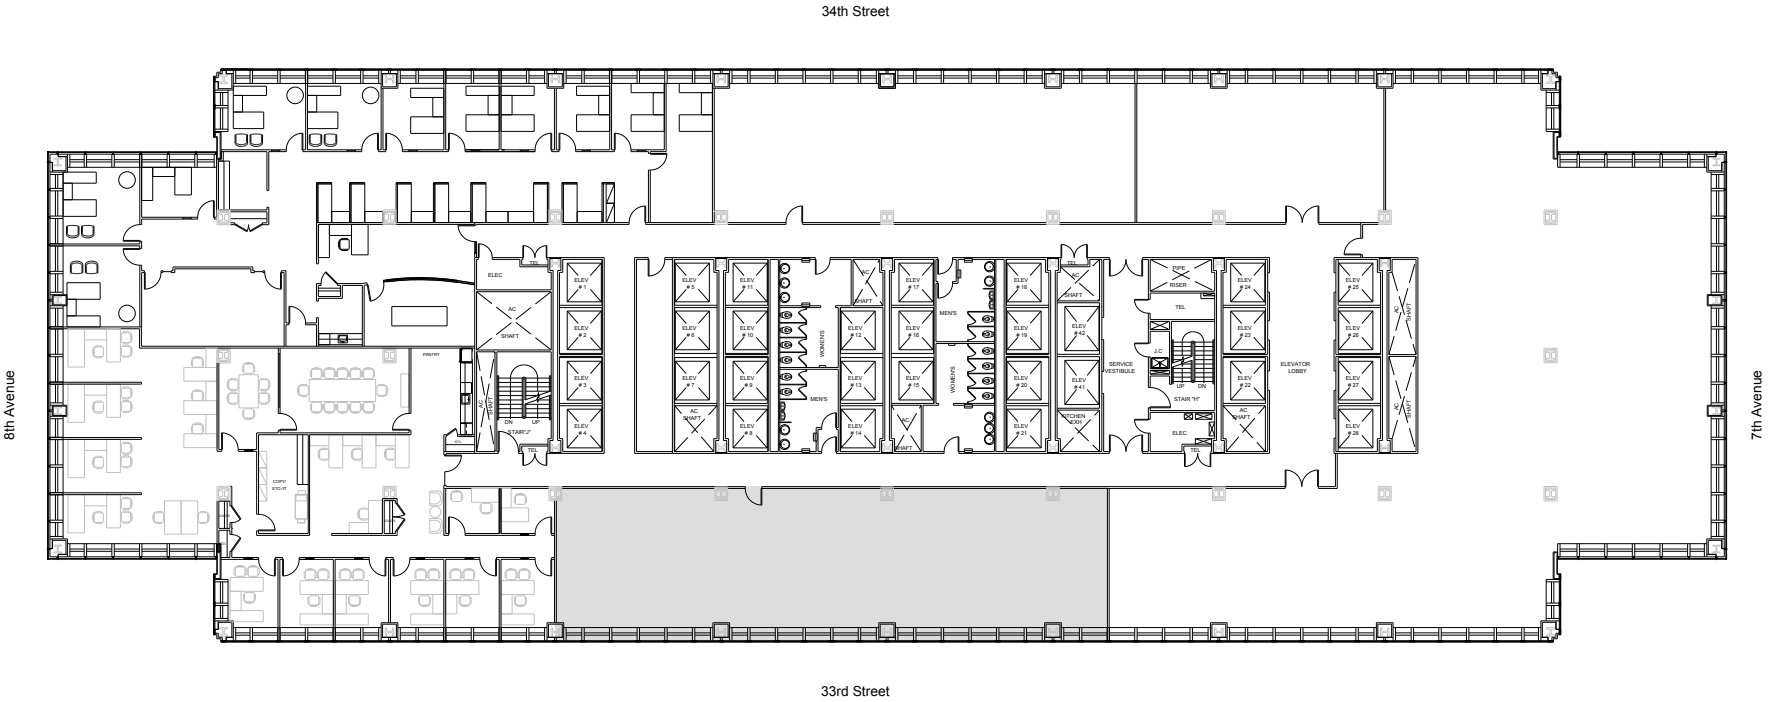 34th Street
8th Avenue
7th Avenue
ELEC
TEL
AC
SHAFT
ELEV
# 1
ELEV
# 2
ELEV
# 3
ELEV
# 4
PANTRY
AC
SHAFT
DN
UP
STAIR"J"
TEL
COPY/
ELEV
# 5
ELEV
# 6
ELEV
# 7
AC
SHAFT
ELEV
# 11
ELEV
# 10
ELEV
# 9
ELEV
# 8
WOMEN'S
MEN'S
AC
SHAFT
ELEV
# 12
ELEV
# 13
ELEV
# 14
ELEV
# 17
ELEV
# 16
ELEV
# 15
AC
SHAFT
MEN'S
WOMEN'S
ELEV
# 18
ELEV
# 19
ELEV
# 20
ELEV
# 21
TEL
AC
SHAFT
ELEV
# 42
ELEV
# 41
KITCHEN
EXH
SERVICE
VESTIBULE
PIPE
RISER
TEL
J.C
UP
DN
STAIR "H"
ELEC
TEL
ELEV
# 24
ELEV
# 23
ELEV
# 22
AC
SHAFT
ELEVATOR
LOBBY
ELEV
# 25
ELEV
# 26
ELEV
# 27
ELEV
# 28
AC
SHAFT
AC
SHAFT
33rd Street